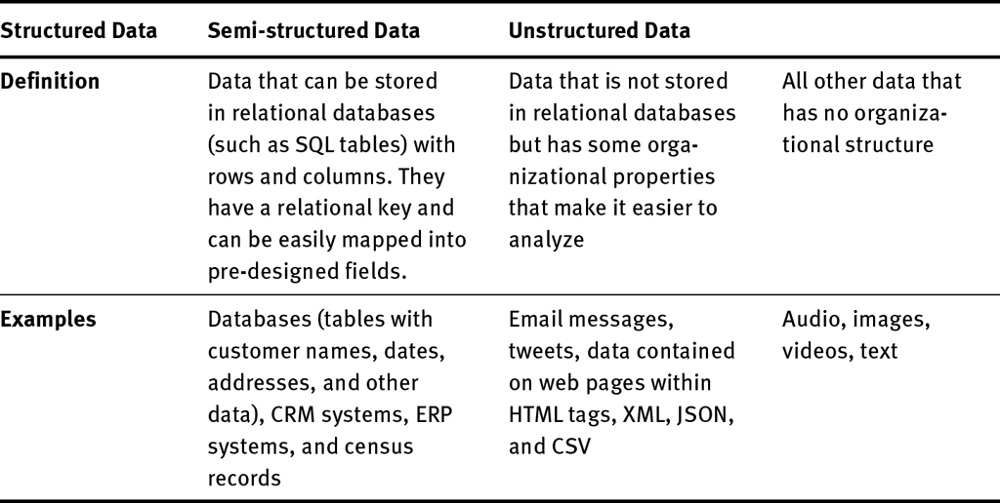 Structured Data Semi-structured Data Unstructured Data
Definition Data that can be stored Data that is not stored All other data that
in relational databases in relational databases has no organiza-
(such as SQL tables) with but has some orga- tional structure
rows and columns. They nizational properties
have a relational key and that make it easier to
can be easily mapped into analyze
pre-designed fields.
Examples Databases (tables with Email messages, Audio, images,
customer names, dates, tweets, data contained videos, text
addresses, and other on web pages within
data), CRM systems, ERP HTML tags, XML, JSON,
systems, and census and CSV
records